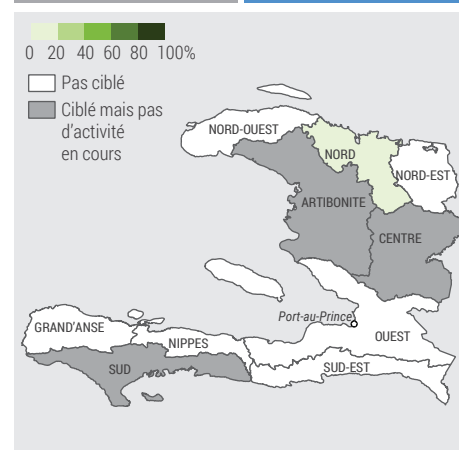 0 20 40 60 80 100%
Pas ciblé
Ciblé mais pas
d'activité
en cours
NORD-OUEST
NORD
NORD-EST
ARTIBONITE
CENTRE
Port-au-Prince
GRAND'ANSE
OUEST
NIPPES
SUD
SUD-EST